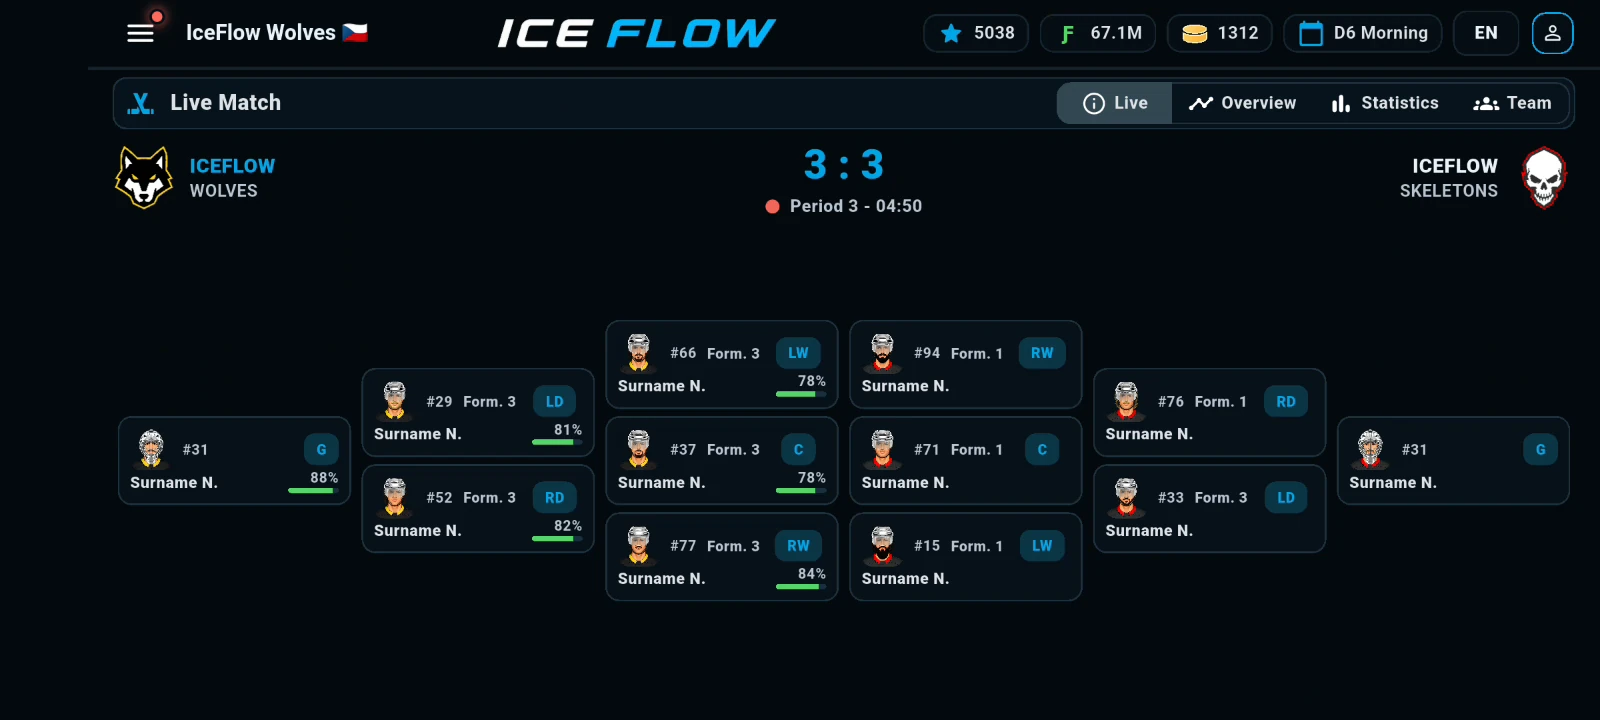 IceFlow Wolves
ICE FLOW
5038
67.1M
1312
D6 Morning
EN
Live Match
Live
Overview
Statistics
Team
ICEFLOW
WOLVES
3 : 3
Period 3 - 04:50
ICEFLOW
SKELETONS
#31
G
Surname N.
88%
#29 Form. 3
LD
Surname N.
81%
#52 Form. 3
RD
Surname N.
82%
#66 Form. 3
LW
Surname N.
78%
#37 Form. 3
C
Surname N.
78%
#77 Form. 3
RW
Surname N.
84%
#94 Form. 1
RW
Surname N.
#71 Form. 1
C
Surname N.
#15 Form. 1
LW
Surname N.
#76 Form. 1
RD
Surname N.
#33 Form. 3
LD
Surname N.
#31
G
Surname N.